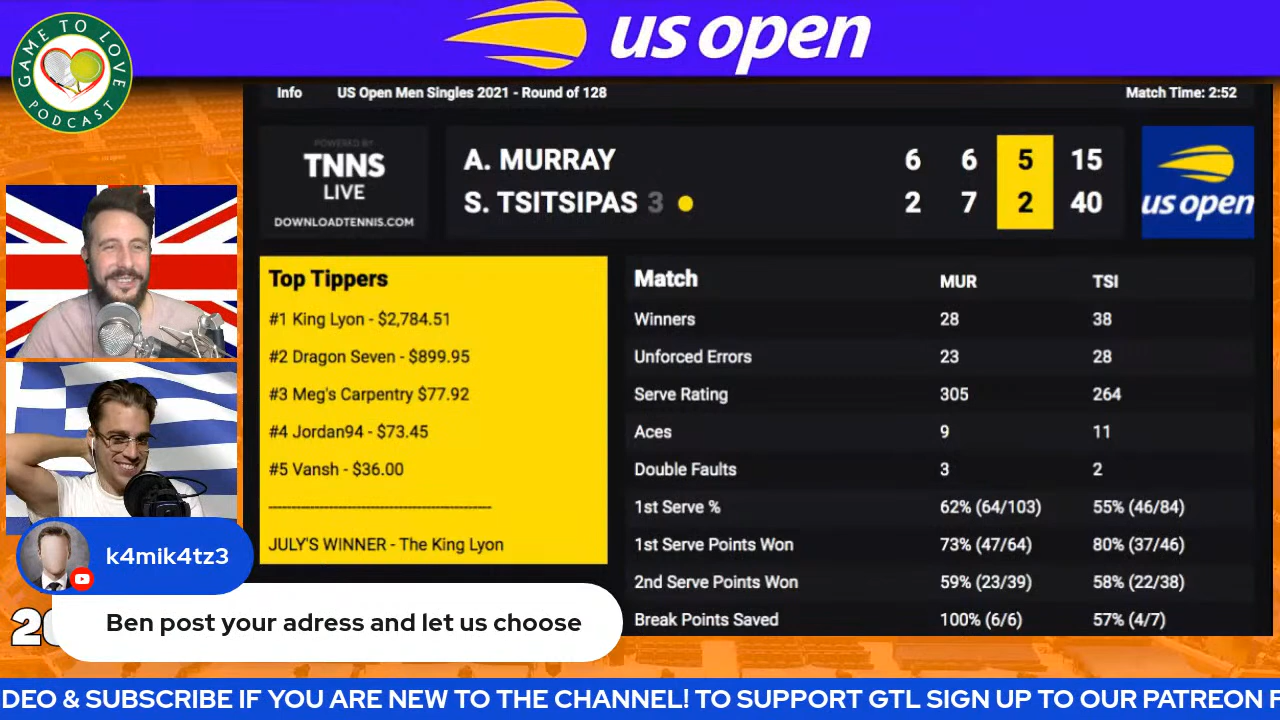 GAME TO LOVE
PODCAST
us open
Info US Open Men Singles 2021 - Round of 128 Match Time: 2:52
POWERED BY
TNNS
LIVE
DOWNLOADTENNIS.COM
A. MURRAY 6 6 5 15
S. TSITSIPAS 3 2 7 2 40
us open
Top Tippers
#1 King Lyon - $2,784.51
#2 Dragon Seven - $899.95
#3 Meg's Carpentry $77.92
#4 Jordan94 - $73.45
#5 Vansh - $36.00
JULY'S WINNER - The King Lyon
Match MUR TSI
Winners 28 38
Unforced Errors 23 28
Serve Rating 305 264
Aces 9 11
Double Faults 3 2
1st Serve % 62% (64/103) 55% (46/84)
1st Serve Points Won 73% (47/64) 80% (37/46)
2nd Serve Points Won 59% (23/39) 58% (22/38)
Break Points Saved 100% (6/6) 57% (4/7)
k4mik4tz3
Ben post your adress and let us choose
DEO & SUBSCRIBE IF YOU ARE NEW TO THE CHANNEL! TO SUPPORT GTL SIGN UP TO OUR PATREON F